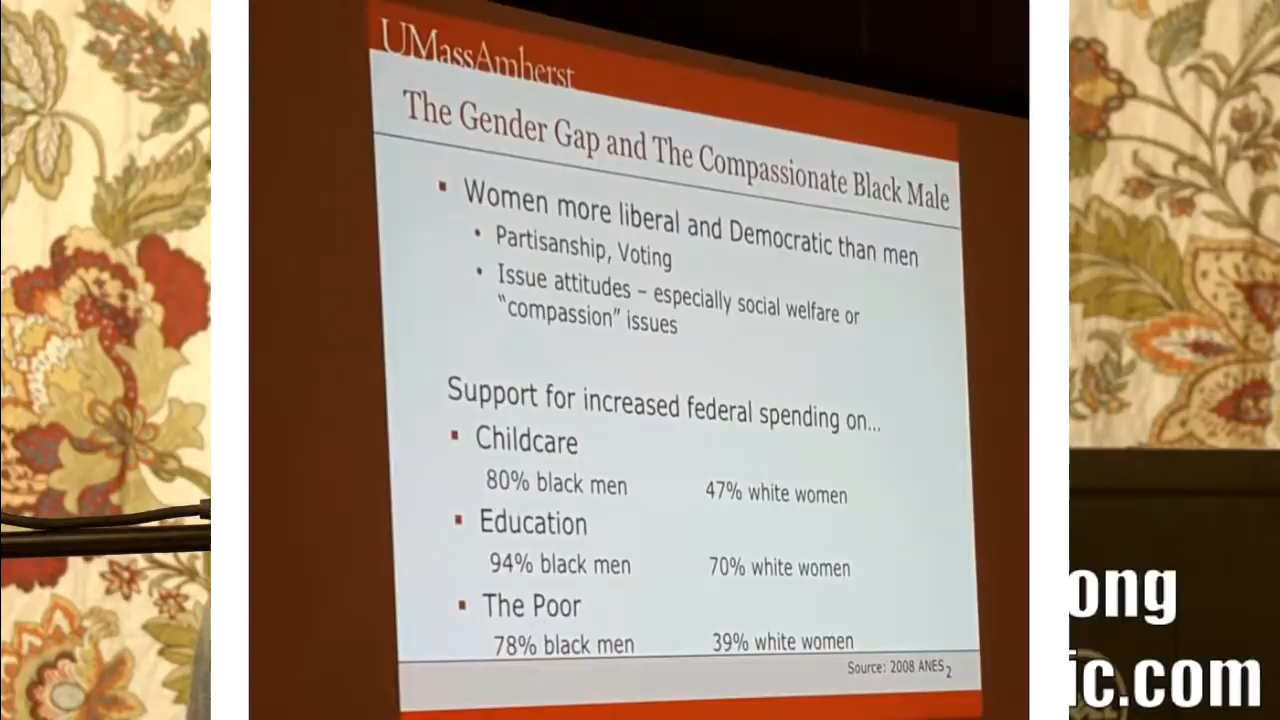 UMassAmherst
The Gender Gap and The Compassionate Black Male
▪ Women more liberal and Democratic than men
• Partisanship, Voting
• Issue attitudes – especially social welfare or
“compassion” issues
Support for increased federal spending on...
▪ Childcare
80% black men 47% white women
▪ Education
94% black men 70% white women
▪ The Poor
78% black men 39% white women
Source: 2008 ANES 2
ong
ic.com